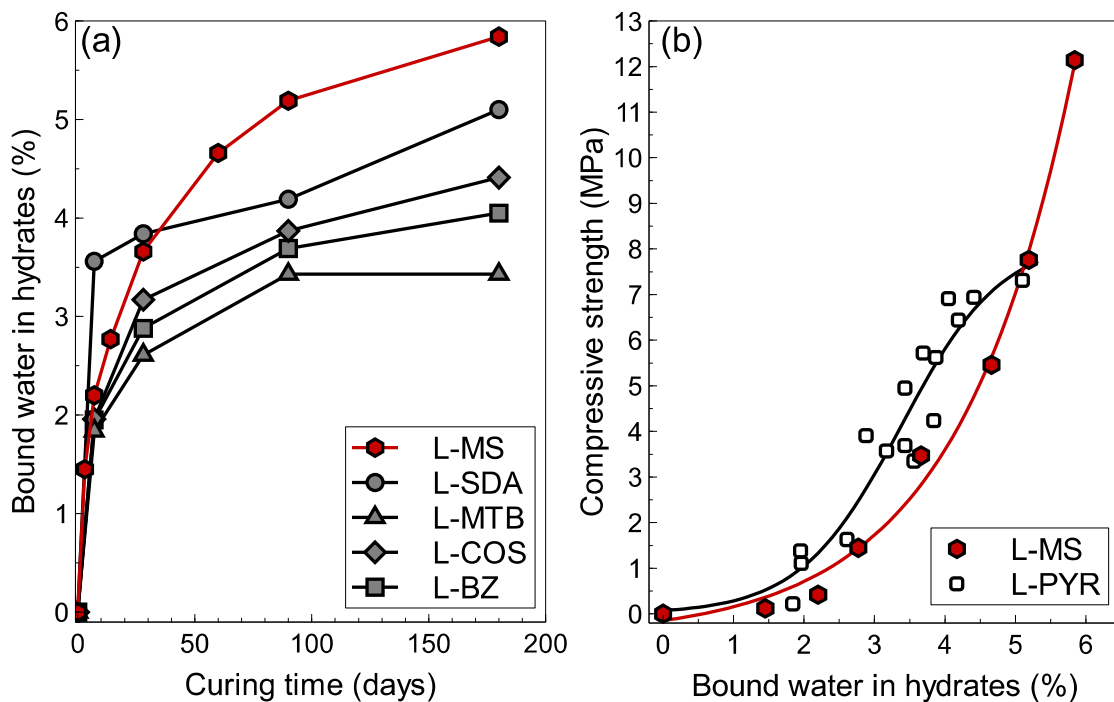 (a)
Bound water in hydrates (%)
6
5
4
3
2
1
0
0 50 100 150 200
Curing time (days)
L-MS
L-SDA
L-MTB
L-COS
L-BZ
(b)
Compressive strength (MPa)
13
12
11
10
9
8
7
6
5
4
3
2
1
0
0 1 2 3 4 5 6
Bound water in hydrates (%)
L-MS
L-PYR